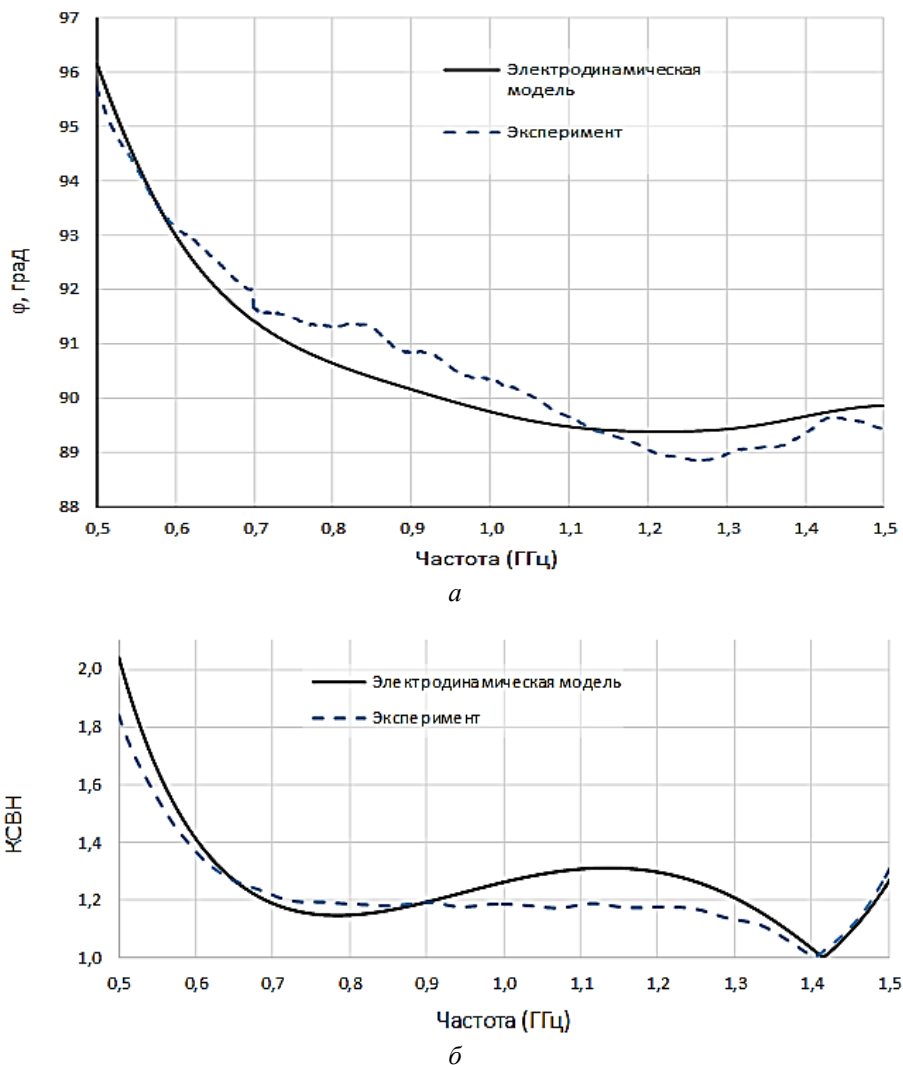 97
96
95
94
93
92
91
90
89
88
φ, град
Электродинамическая
модель
Эксперимент
0,5 0,6 0,7 0,8 0,9 1,0 1,1 1,2 1,3 1,4 1,5
Частота (ГГц)
а
2,0
1,8
1,6
1,4
1,2
1,0
КСВН
Электродинамическая модель
Эксперимент
0,5 0,6 0,7 0,8 0,9 1,0 1,1 1,2 1,3 1,4 1,5
Частота (ГГц)
б